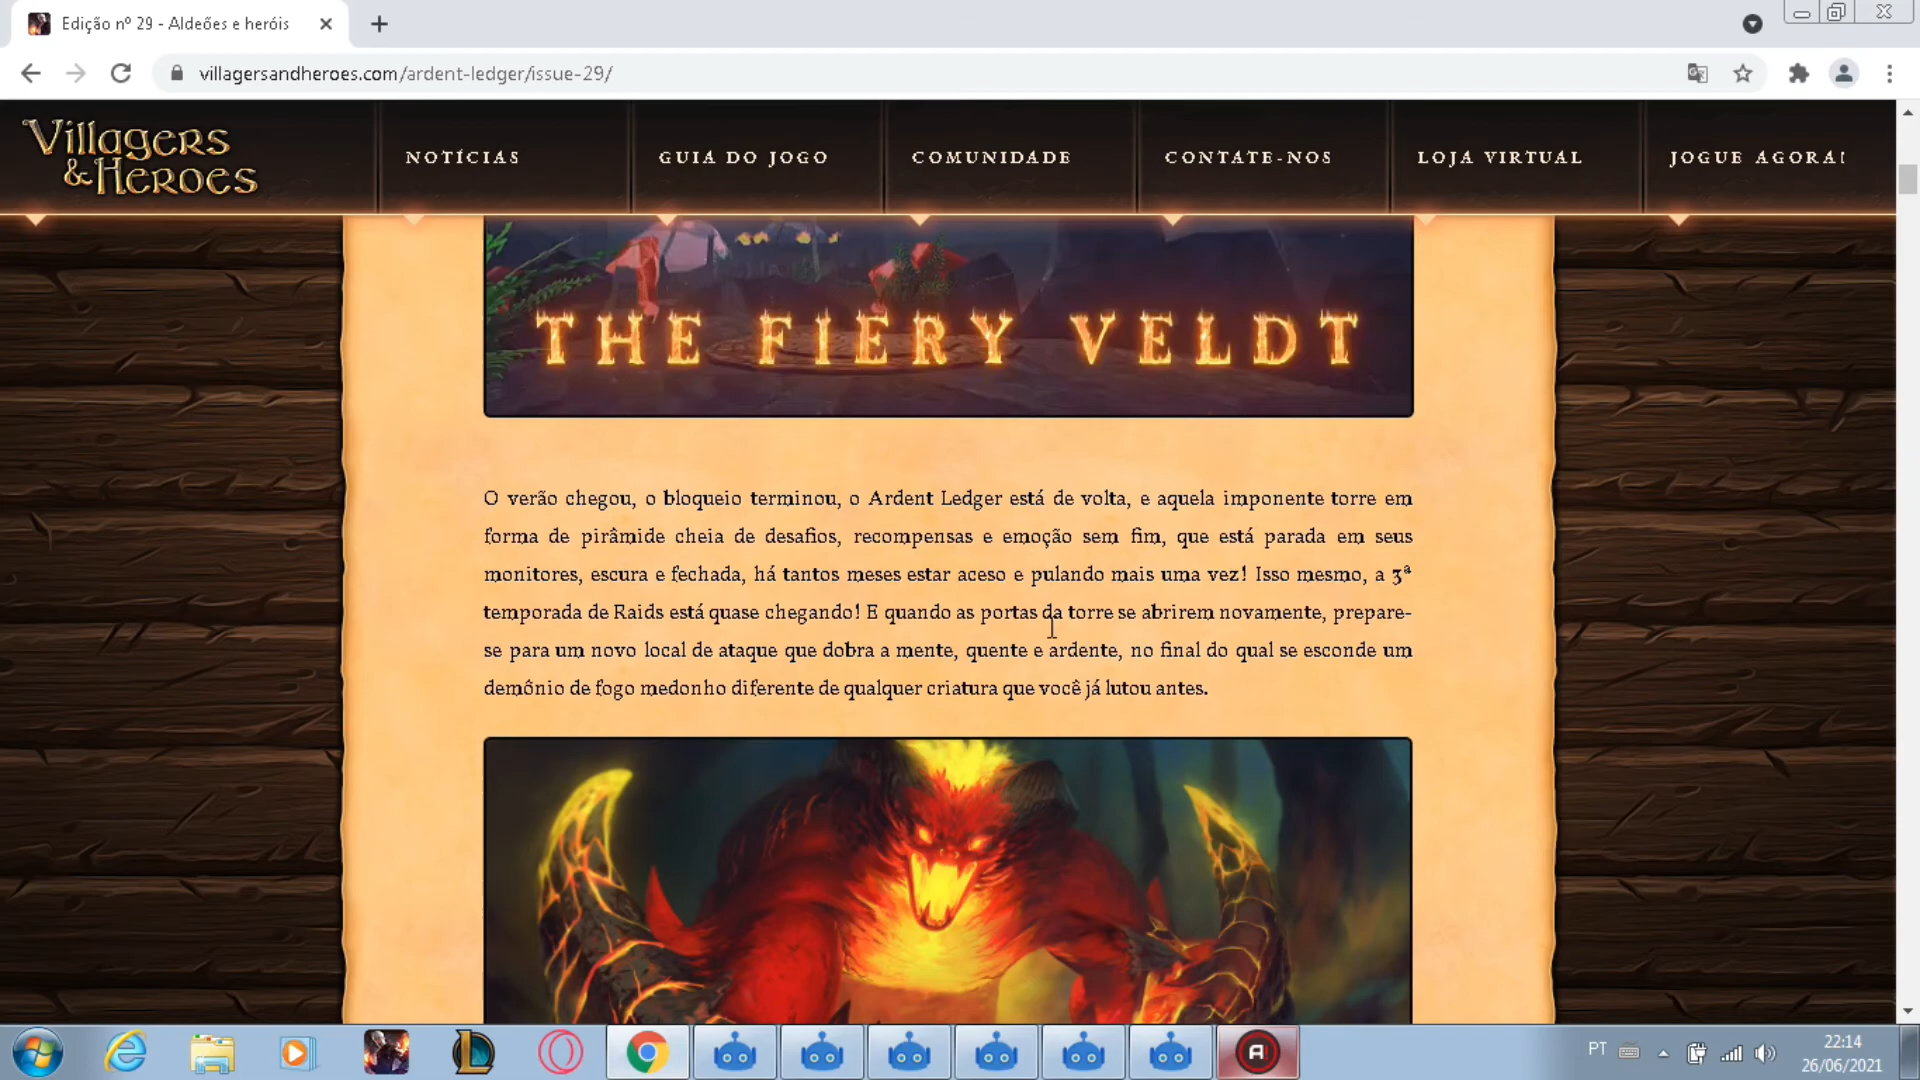 Edição nº 29 - Aldeões e heróis
villagersandheroes.com/ardent-ledger/issue-29/
Villagers
& Heroes
NOTÍCIAS
GUIA DO JOGO
COMUNIDADE
CONTATE-NOS
LOJA VIRTUAL
JOGUE AGORA!
THE FIERY VELDT
O verão chegou, o bloqueio terminou, o Ardent Ledger está de volta, e aquela imponente torre em
forma de pirâmide cheia de desafios, recompensas e emoção sem fim, que está parada em seus
monitores, escura e fechada, há tantos meses estar aceso e pulando mais uma vez! Isso mesmo, a 3ª
temporada de Raids está quase chegando! E quando as portas da torre se abrirem novamente, prepare-
se para um novo local de ataque que dobra a mente, quente e ardente, no final do qual se esconde um
demônio de fogo medonho diferente de qualquer criatura que você já lutou antes.
PT
22:14
26/06/2021